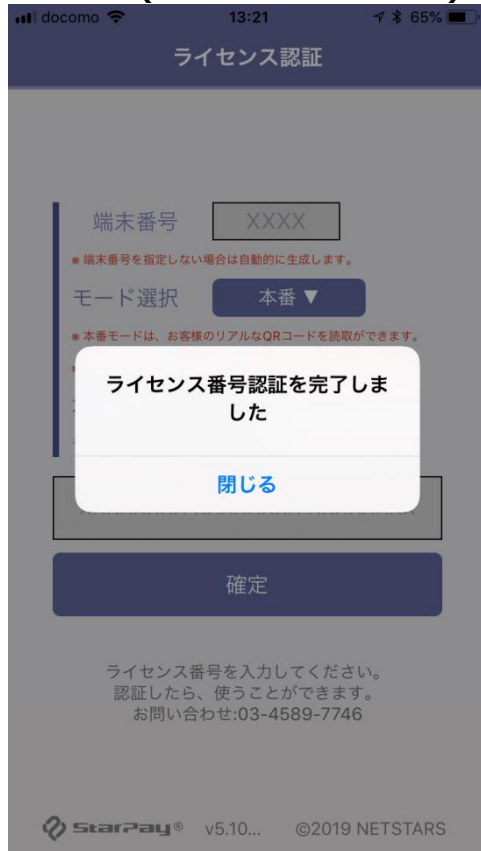 docomo 13:21 65%
ライセンス認証
端末番号 XXXX
※ 端末番号を指定しない場合は自動的に生成します。
モード選択 本番 ▼
※ 本番モードは、お客様のリアルなQRコードを読取ができます。
ライセンス番号認証を完了しま
した
閉じる
確定
ライセンス番号を入力してください。
認証したら、使うことができます。
お問い合わせ:03-4589-7746
StarPay® v5.10... ©2019 NETSTARS